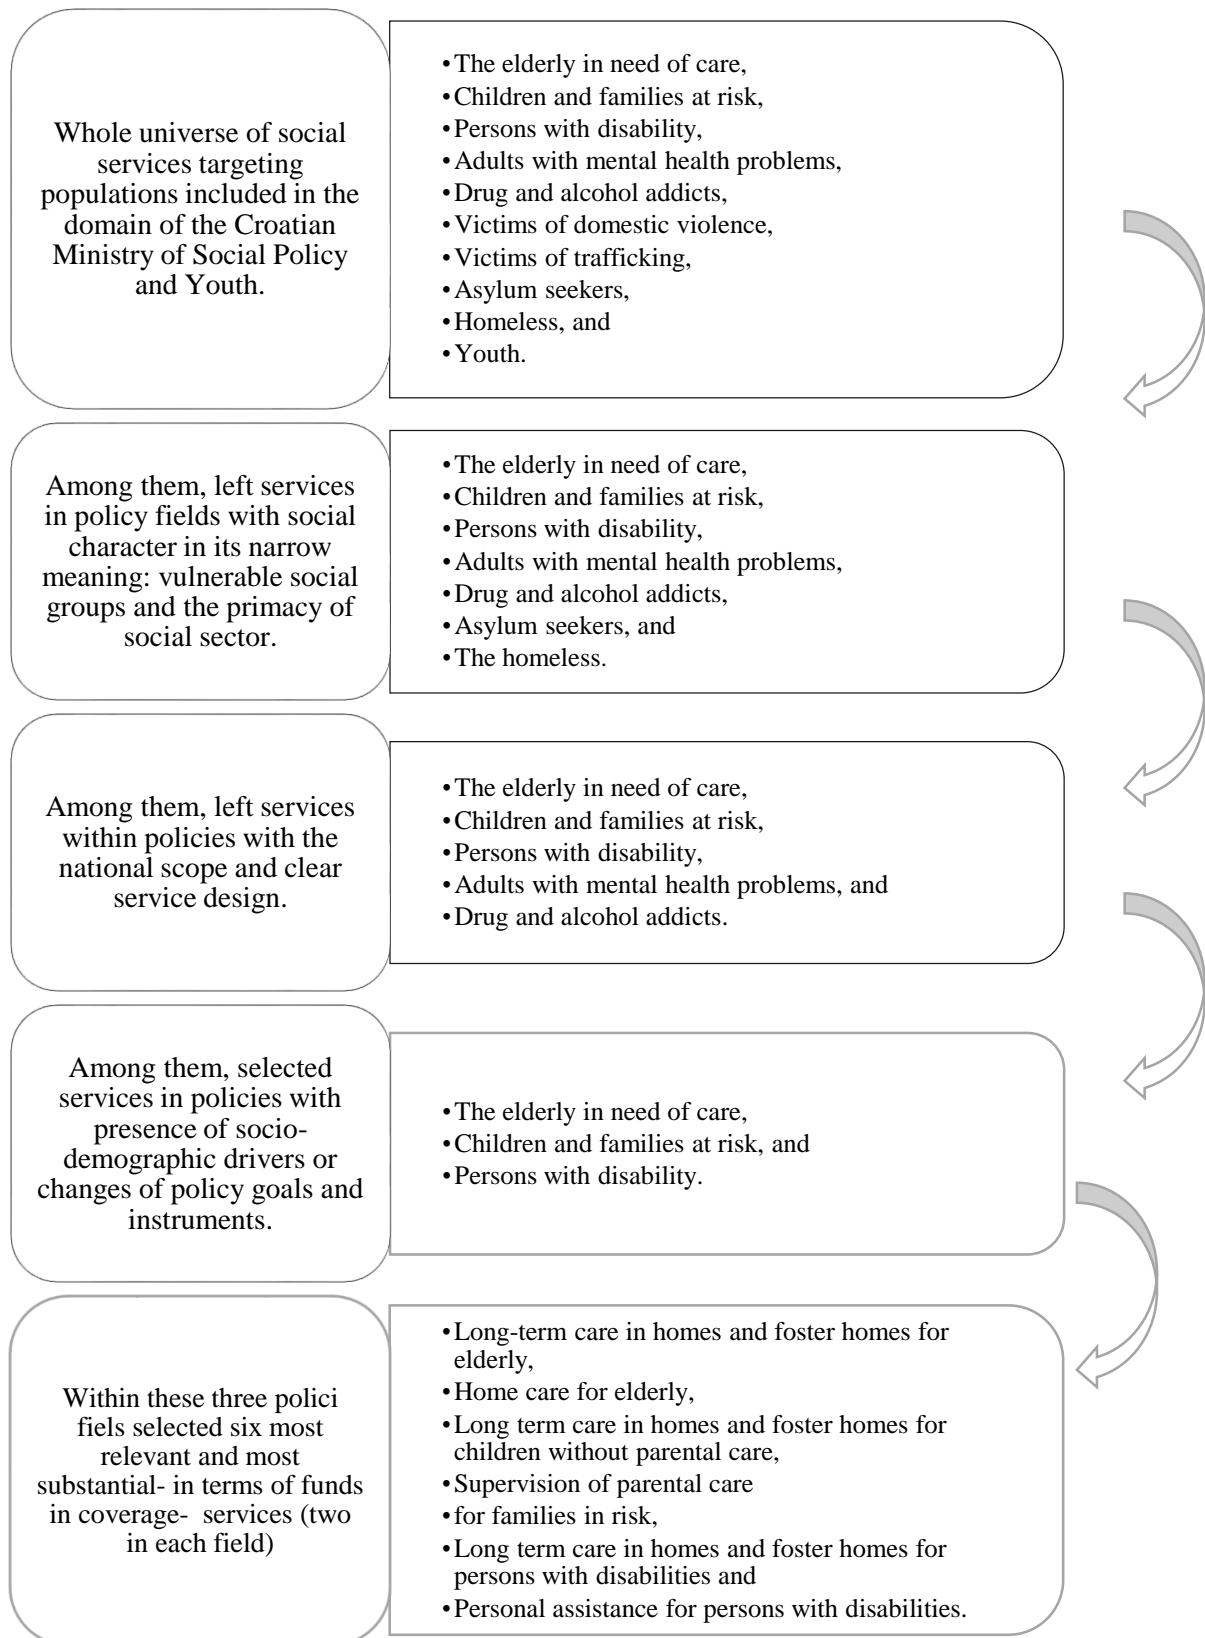 Whole universe of social
services targeting
populations included in the
domain of the Croatian
Ministry of Social Policy
and Youth.
•The elderly in need of care,
•Children and families at risk,
•Persons with disability,
•Adults with mental health problems,
•Drug and alcohol addicts,
•Victims of domestic violence,
•Victims of trafficking,
•Asylum seekers,
•Homeless, and
•Youth.
Among them, left services
in policy fields with social
character in its narrow
meaning: vulnerable social
groups and the primacy of
social sector.
•The elderly in need of care,
•Children and families at risk,
•Persons with disability,
•Adults with mental health problems,
•Drug and alcohol addicts,
•Asylum seekers, and
•The homeless.
Among them, left services
within policies with the
national scope and clear
service design.
•The elderly in need of care,
•Children and families at risk,
•Persons with disability,
•Adults with mental health problems, and
•Drug and alcohol addicts.
Among them, selected
services in policies with
presence of socio-
demographic drivers or
changes of policy goals and
instruments.
•The elderly in need of care,
•Children and families at risk, and
•Persons with disability.
Within these three polici
fiels selected six most
relevant and most
substantial- in terms of funds
in coverage-  services (two
in each field)
•Long-term care in homes and foster homes for
elderly,
•Home care for elderly,
•Long term care in homes and foster homes for
children without parental care,
•Supervision of parental care
•for families in risk,
•Long term care in homes and foster homes for
persons with disabilities and
•Personal assistance for persons with disabilities.